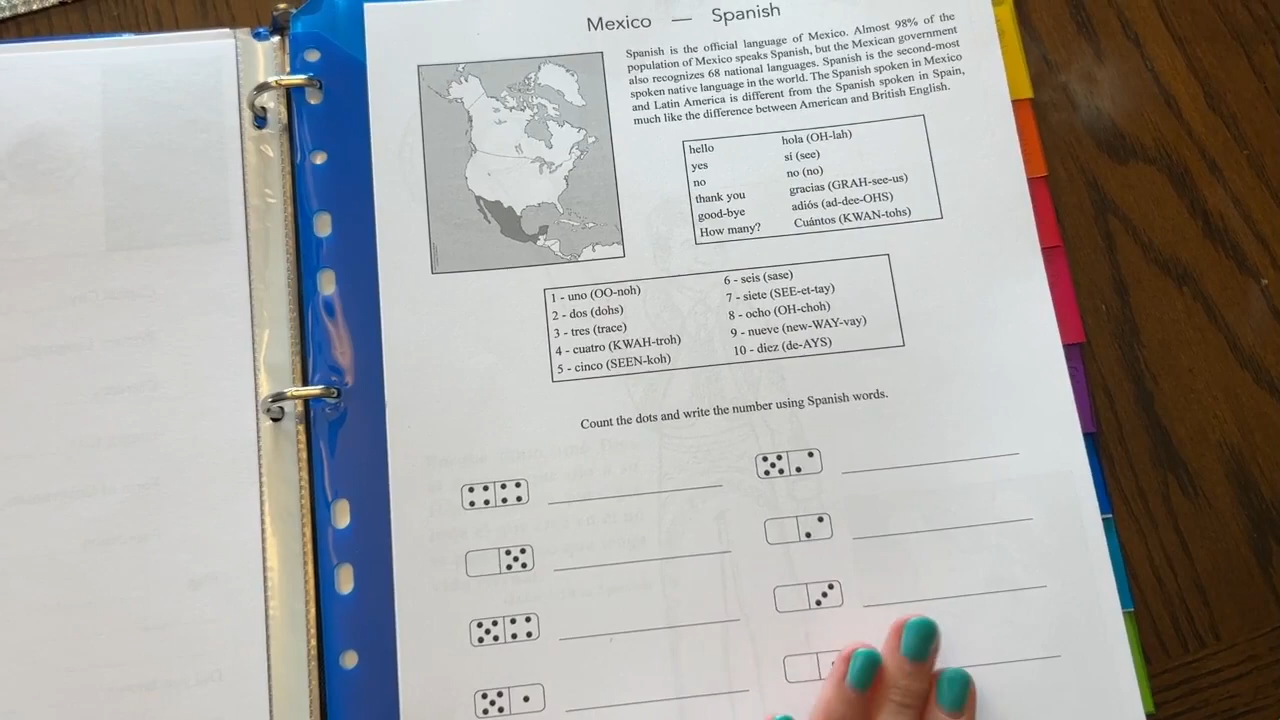 Mexico — Spanish
Spanish is the official language of Mexico. Almost 98% of the
population of Mexico speaks Spanish, but the Mexican government
also recognizes 68 national languages. Spanish is the second-most
spoken native language in the world. The Spanish spoken in Mexico
and Latin America is different from the Spanish spoken in Spain,
much like the difference between American and British English.
hello hola (OH-lah)
yes si (see)
no no (no)
thank you gracias (GRAH-see-us)
good-bye adiós (ad-dee-OHS)
How many? Cuántos (KWAN-tohs)
1 - uno (OO-noh)
2 - dos (dohs)
3 - tres (trace)
4 - cuatro (KWAH-troh)
5 - cinco (SEEN-koh)
6 - seis (sase)
7 - siete (SEE-et-tay)
8 - ocho (OH-choh)
9 - nueve (new-WAY-vay)
10 - diez (de-AYS)
Count the dots and write the number using Spanish words.